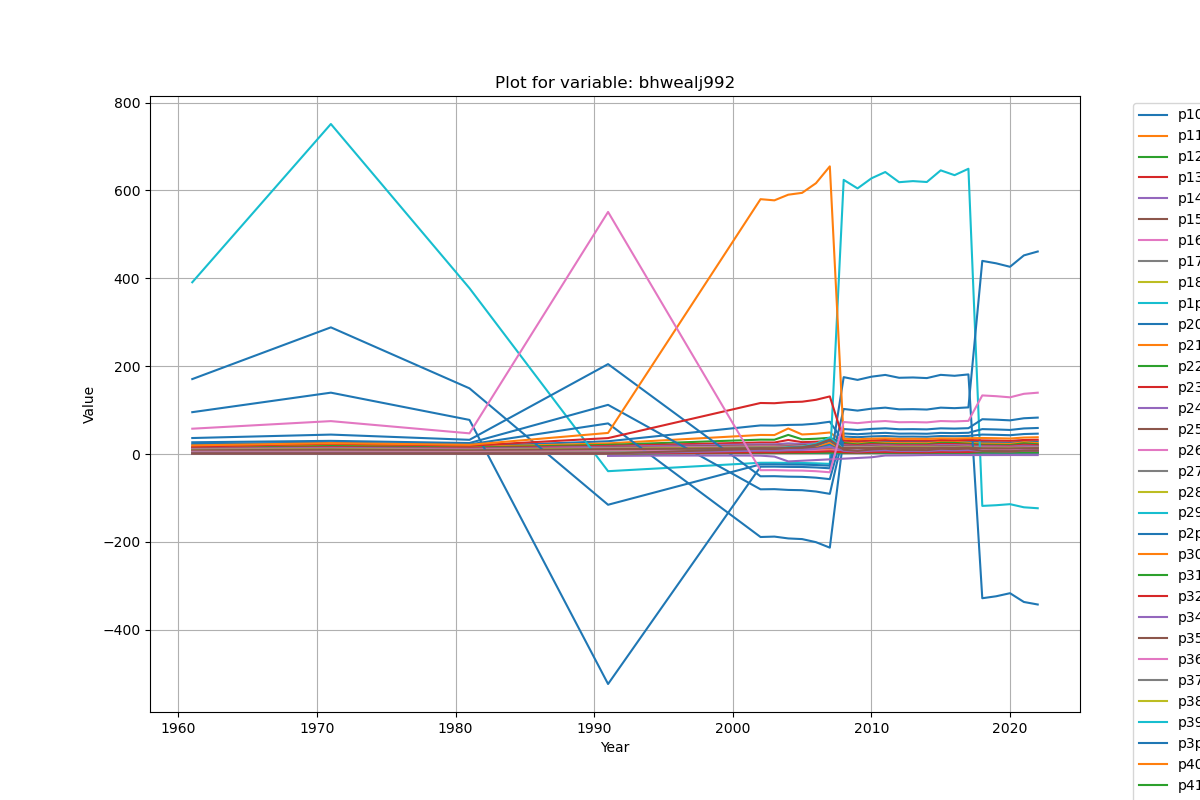 Plot for variable: bhwealj992
800
600
400
200
0
−200
−400
Value
1960
1970
1980
1990
2000
2010
2020
Year
p10
p11
p12
p13
p14
p15
p16
p17
p18
p1p
p20
p21
p22
p23
p24
p25
p26
p27
p28
p29
p2p
p30
p31
p32
p34
p35
p36
p37
p38
p39
p3p
p40
p41